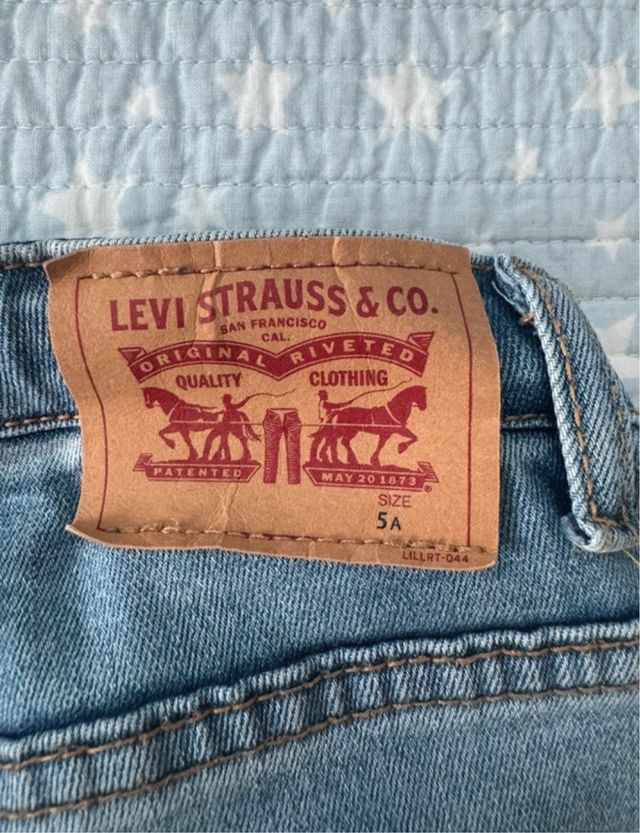 LEVI STRAUSS & CO.
SAN FRANCISCO
CAL.
ORIGINAL RIVETED
QUALITY CLOTHING
PATENTED MAY 20 1873
®
SIZE
5A
LILLRT-044